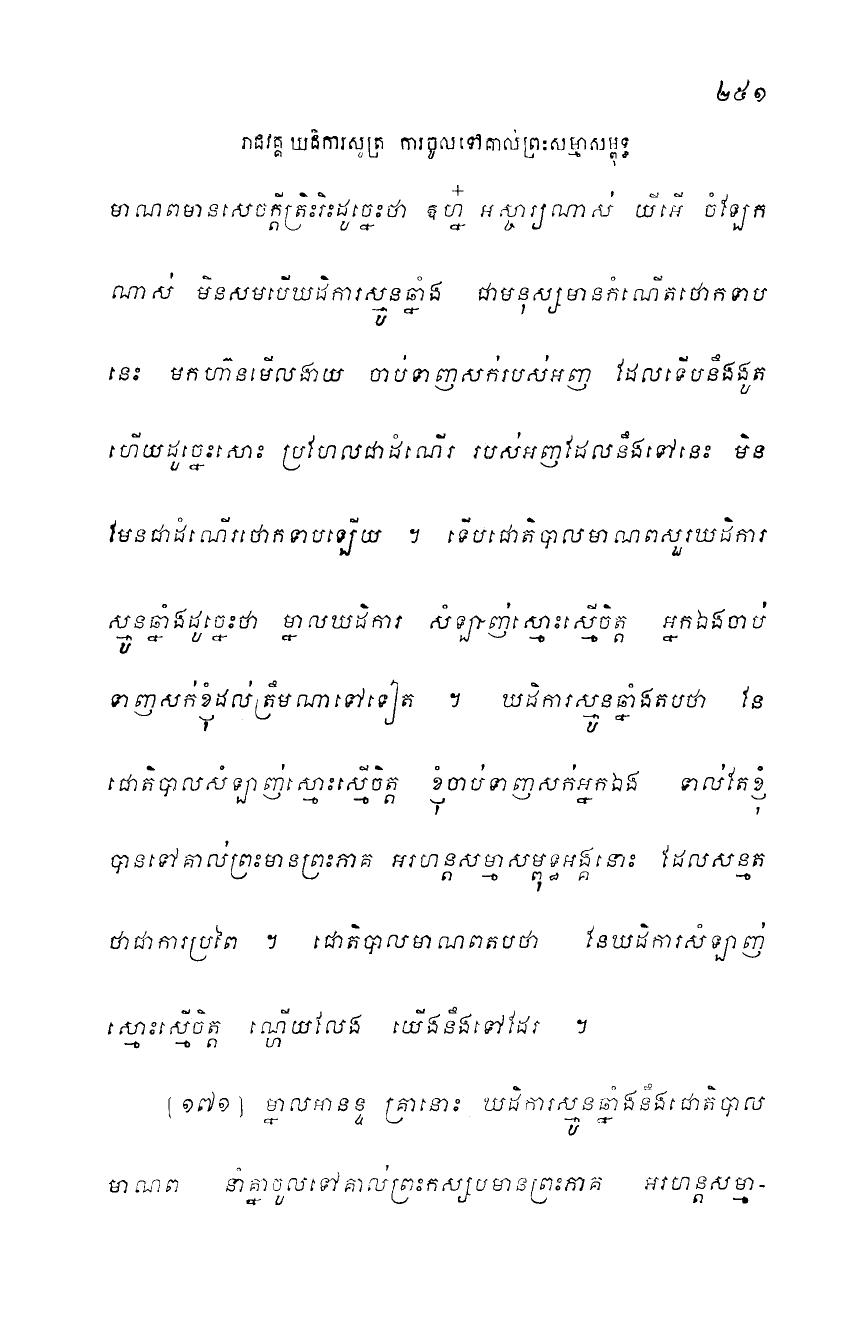 ២៥១
រាជវគ្គ ឃដិការសូត្រ ការចូលទៅគាល់ព្រះសម្មាសម្ពុទ្ធ
មាណពមានសេចក្តីត្រិះរិះដូច្នេះថា ឱហ្ន៎ អស្ចារ្យណាស់ យីអើ ចំឡែក
ណាស់ មិនសមបើឃដិការស្មូនឆ្នាំង ជាមនុស្សមានកំណើតថោកទាប
នេះ មកហ៊ានមើលងាយ ចាប់ទាញសក់របស់អញ ដែលទើបនឹងងូត
ហើយដូច្នេះសោះ ប្រហែលជាដំណើរ របស់អញដែលនឹងទៅនេះ មិន
មែនជាដំណើរថោកទាបឡើយ ។ ទើបជោតិបាលមាណពសួរឃដិការ
ស្មូនឆ្នាំងដូច្នេះថា ម្នាលឃដិការ សំឡាញ់ស្មោះស្មើចិត្ត អ្នកឯងចាប់
ទាញសក់ខ្ញុំដល់ត្រឹមណាទៅទៀត ។ ឃដិការស្មូនឆ្នាំងតបថា នែ
ជោតិបាលសំឡាញ់ស្មោះស្មើចិត្ត ខ្ញុំចាប់ទាញសក់អ្នកឯង ទាល់តែខ្ញុំ
បានទៅគាល់ព្រះមានព្រះភាគ អរហន្តសម្មាសម្ពុទ្ធអង្គនោះ ដែលសន្មត
ថាជាការប្រពៃ ។ ជោតិបាលមាណពតបថា នែឃដិការសំឡាញ់
ស្មោះស្មើចិត្ត ណ្ហើយលែង យើងនឹងទៅដែរ ។
[១៧១] ម្នាលអានន្ទ គ្រានោះ ឃដិការស្មូនឆ្នាំងនឹងជោតិបាល
មាណព នាំគ្នាចូលទៅគាល់ព្រះកស្សបមានព្រះភាគ អរហន្តសម្មា-